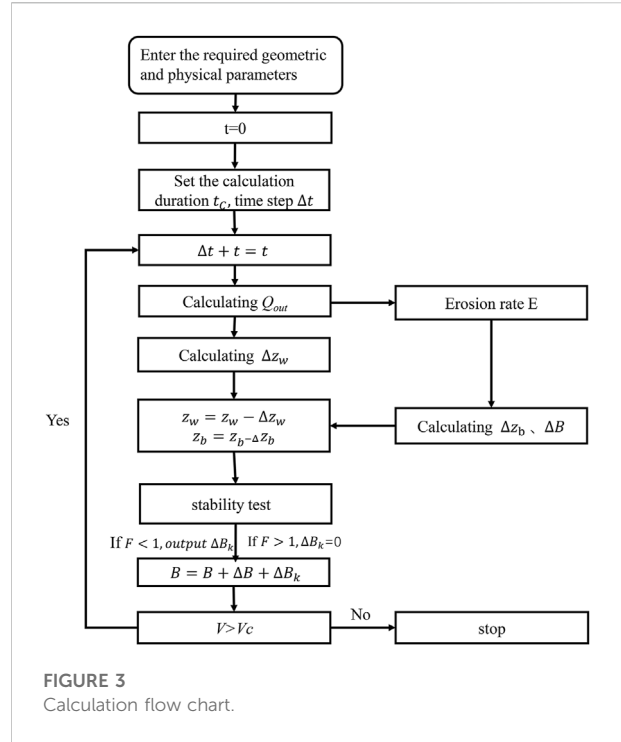 Enter the required geometric
and physical parameters
t=0
Set the calculation
duration t_C, time step Δt
Δt + t = t
Calculating Q_out
Erosion rate E
Calculating Δz_w
Yes
z_w = z_w − Δz_w
z_b = z_{b−Δ}z_b
Calculating Δz_b 、 ΔB
stability test
If F < 1, output ΔB_k
If F > 1, ΔB_k=0
B = B + ΔB + ΔB_k
V>Vc
No
stop
FIGURE 3
Calculation flow chart.